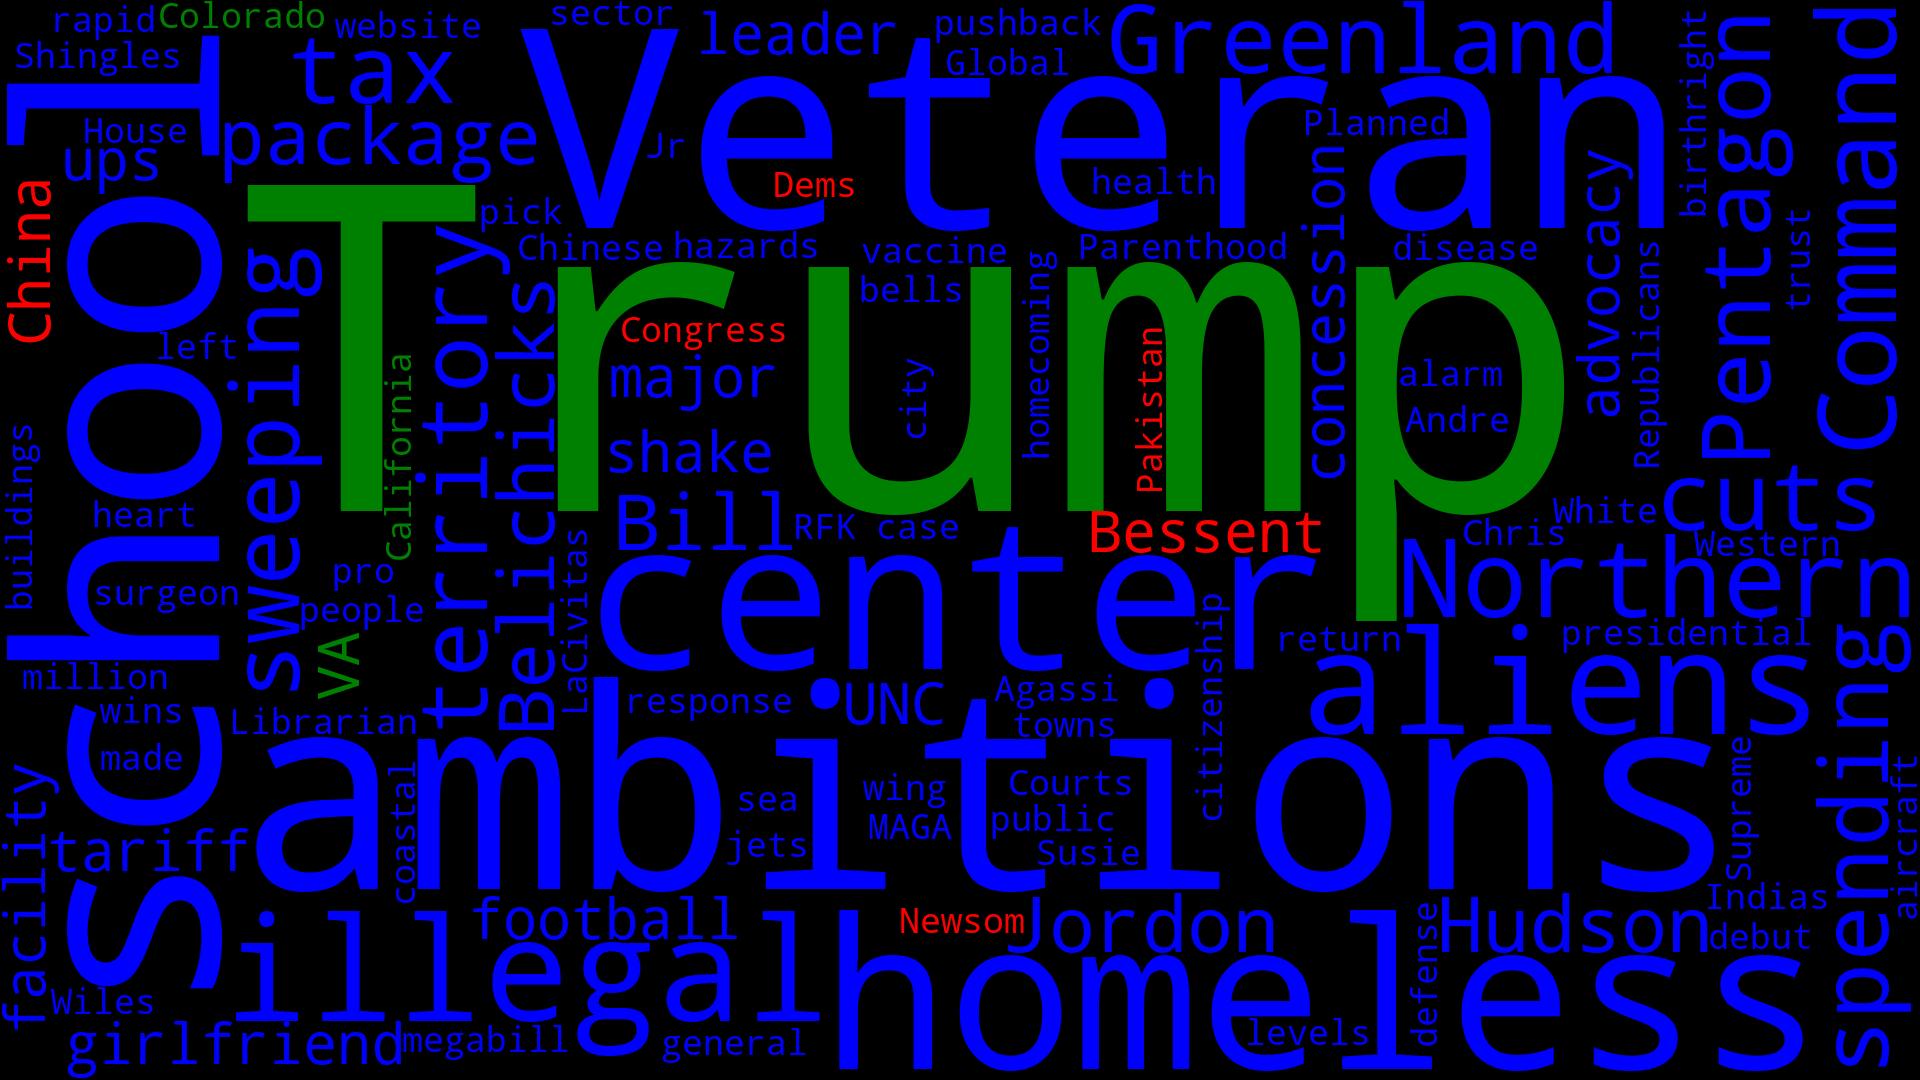 rapid
Colorado
website
sector
leader
pushback
Greenland
Shingles
tax
Veteran
Global
birthright
Pentagon
Command
House
package
Jr
Planned
ups
school
Dems
health
concession
advocacy
China
Trump
pick
Chinese
hazards
vaccine
Parenthood
disease
trust
sweeping
territory
Belichicks
bells
homecoming
Republicans
left
California
Congress
major
city
Pakistan
alarm
Andre
shake
buildings
heart
Bill
RFK
case
Bessent
Chris
White
cuts
Northern
Western
surgeon
pro
people
LaCivitas
center
citizenship
return
aliens
presidential
spending
VA
million
wins
Librarian
made
response
UNC
Agassi
towns
ambitions
facility
coastal
sea
wing
Courts
Supreme
aircraft
tariff
jets
MAGA
public
Susie
illegal
football
Newsom
Jordon
defense
Hudson
Indias
debut
Wiles
homeless
girlfriend
megabill
general
levels